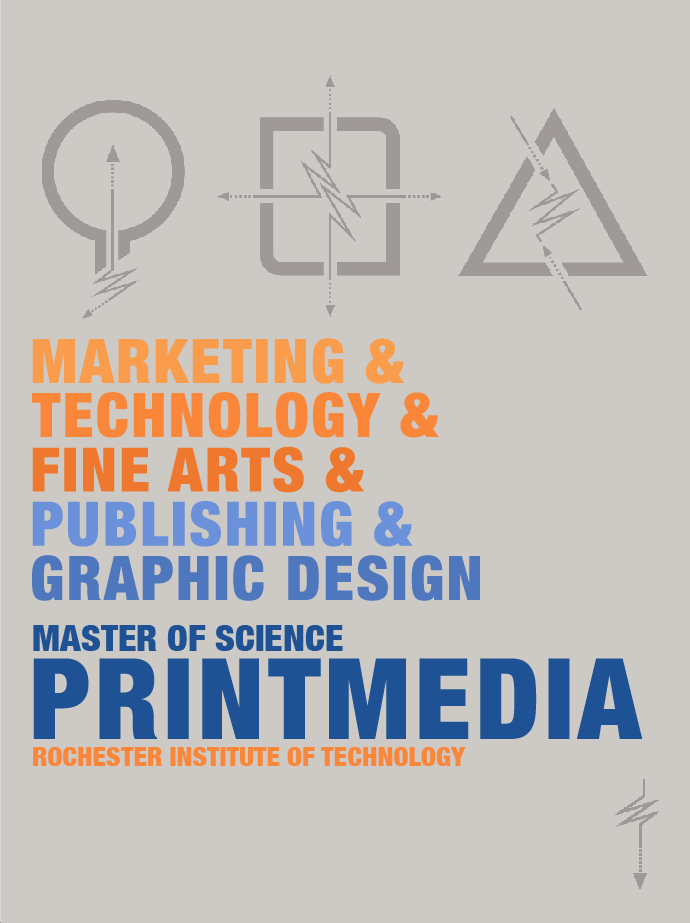 MARKETING &
TECHNOLOGY &
FINE ARTS &
PUBLISHING &
GRAPHIC DESIGN
MASTER OF SCIENCE
PRINTMEDIA
ROCHESTER INSTITUTE OF TECHNOLOGY